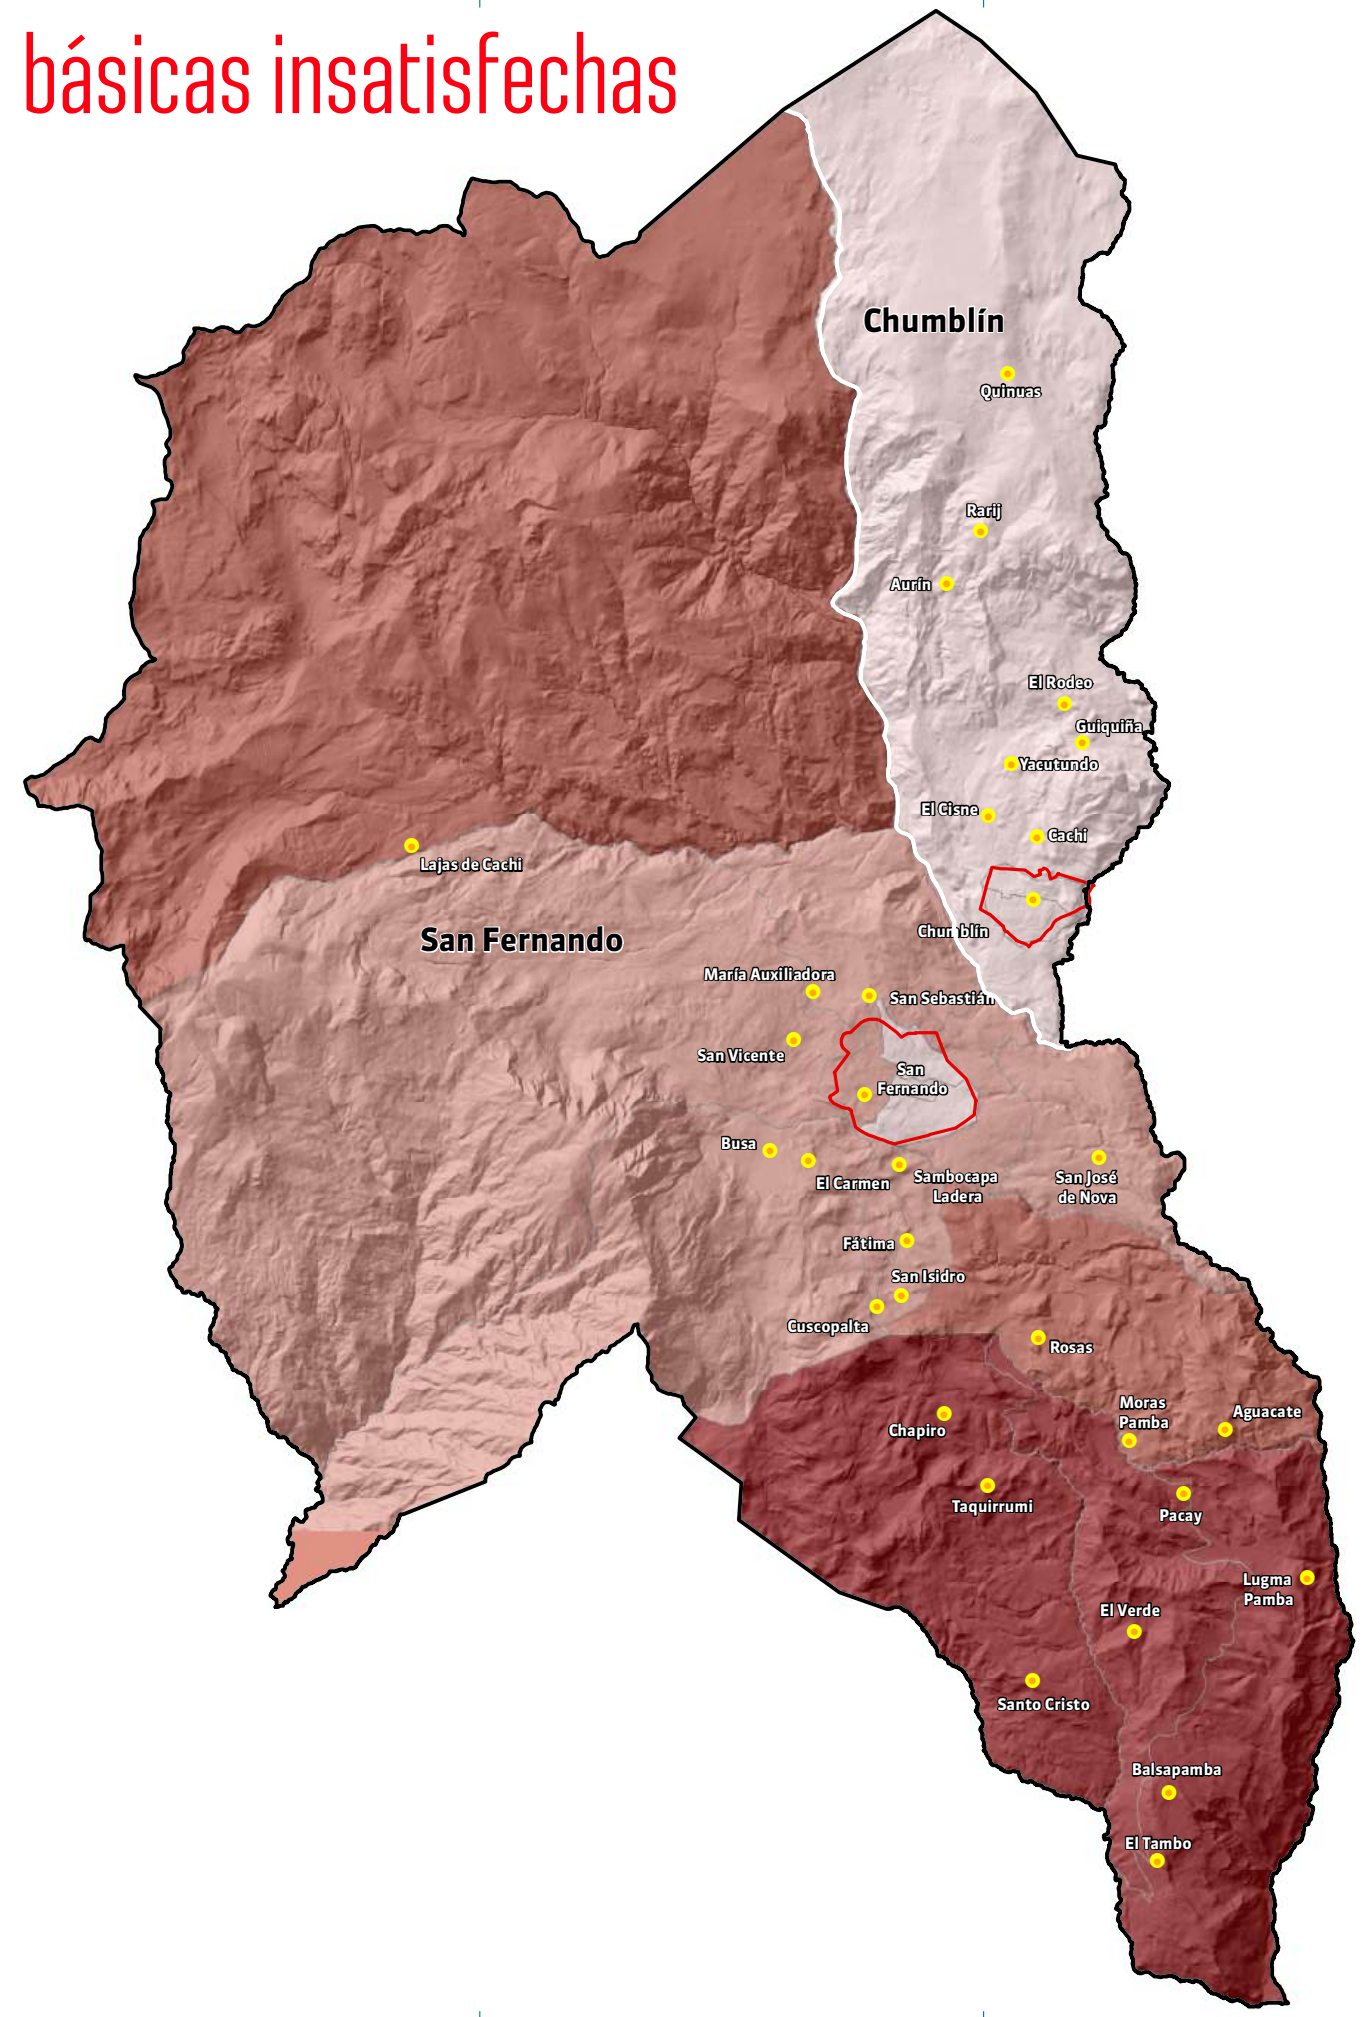 básicas insatisfechas
Chumblín
Quinuas
Rarij
Aurín
El Rodeo
Guiquiña
Yacutundo
El Cisne
Cachi
Lajas de Cachi
Chumblín
San Fernando
María Auxiliadora
San Sebastián
San Vicente
San
Fernando
Busa
El Carmen
Sambocapa
Ladera
San José
de Nova
Fátima
San Isidro
Cuscopalta
Rosas
Moras
Pamba
Aguacate
Chapiro
Taquirrumi
Pacay
Lugma
Pamba
El Verde
Santo Cristo
Balsapamba
El Tambo